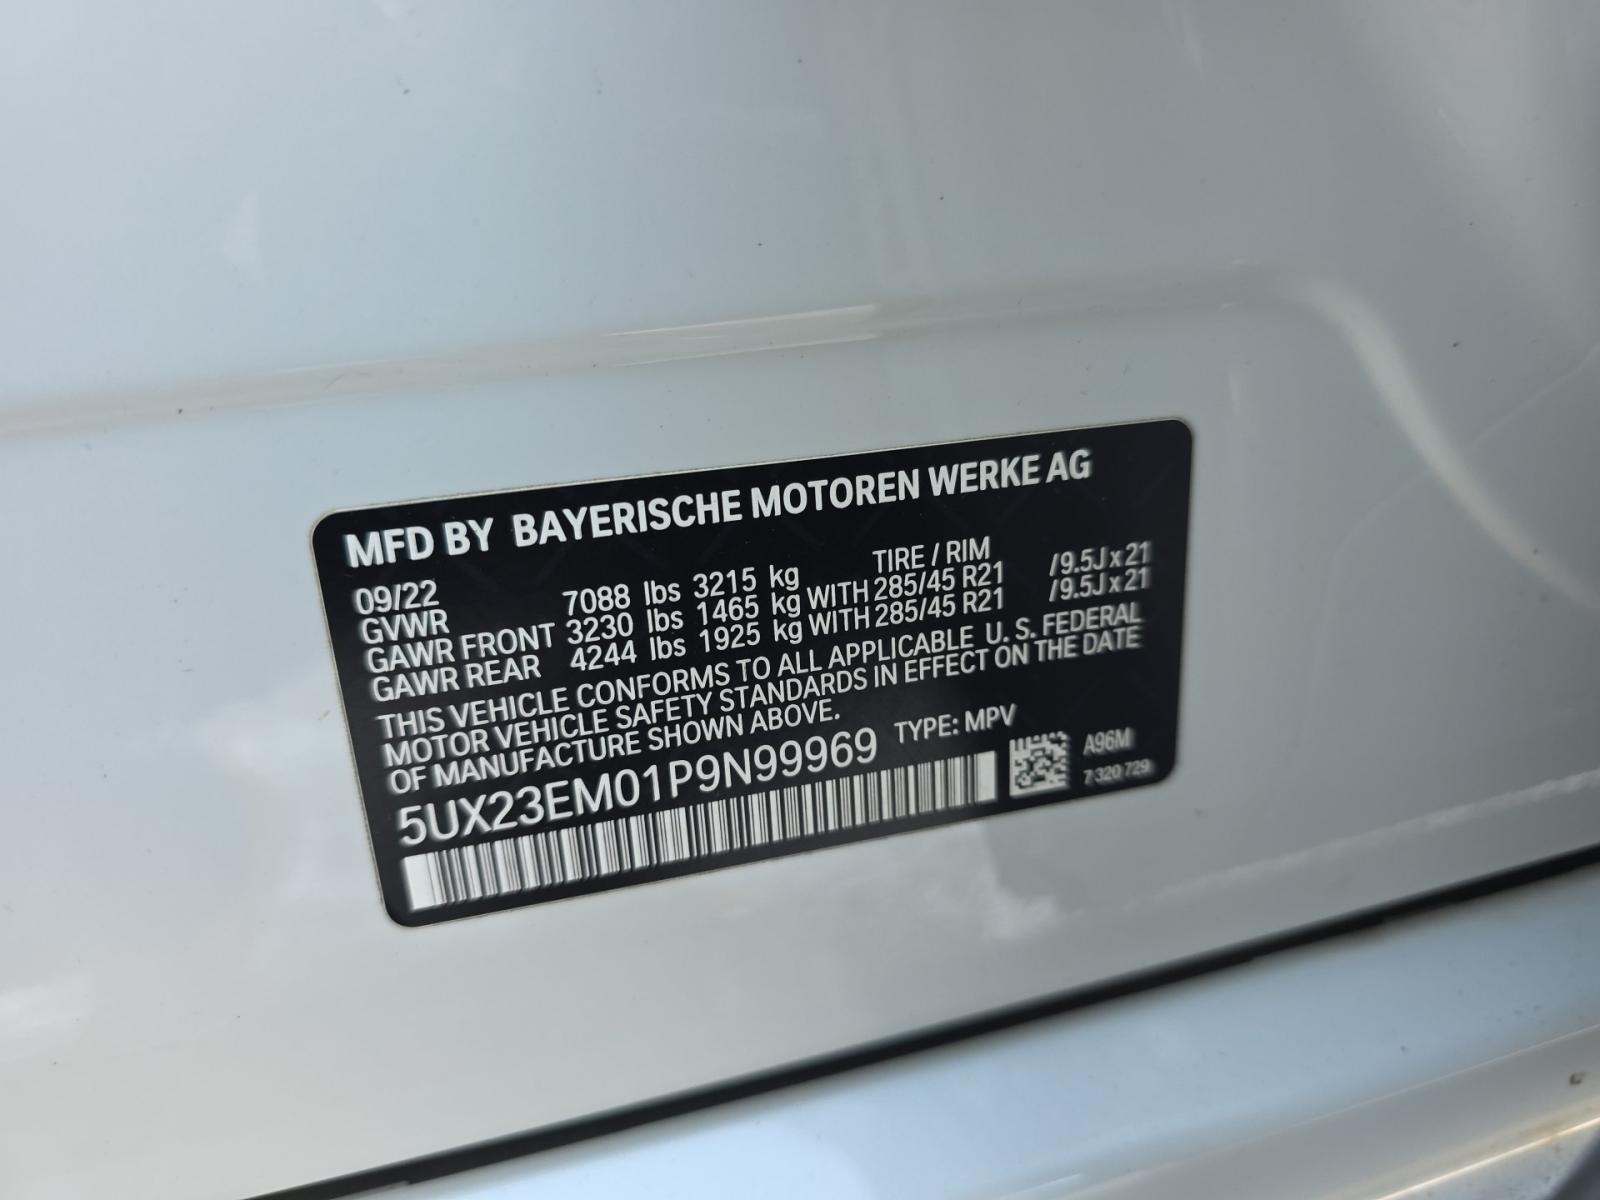 MFD BY BAYERISCHE MOTOREN WERKE AG
09/22 TIRE / RIM
GVWR 7088 lbs 3215 kg
GAWR FRONT 3230 lbs 1465 kg WITH 285/45 R21 /9.5J x 21
GAWR REAR 4244 lbs 1925 kg WITH 285/45 R21 /9.5J x 21
THIS VEHICLE CONFORMS TO ALL APPLICABLE U. S. FEDERAL
MOTOR VEHICLE SAFETY STANDARDS IN EFFECT ON THE DATE
OF MANUFACTURE SHOWN ABOVE.
5UX23EM01P9N99969 TYPE: MPV
A96M
7 320 729